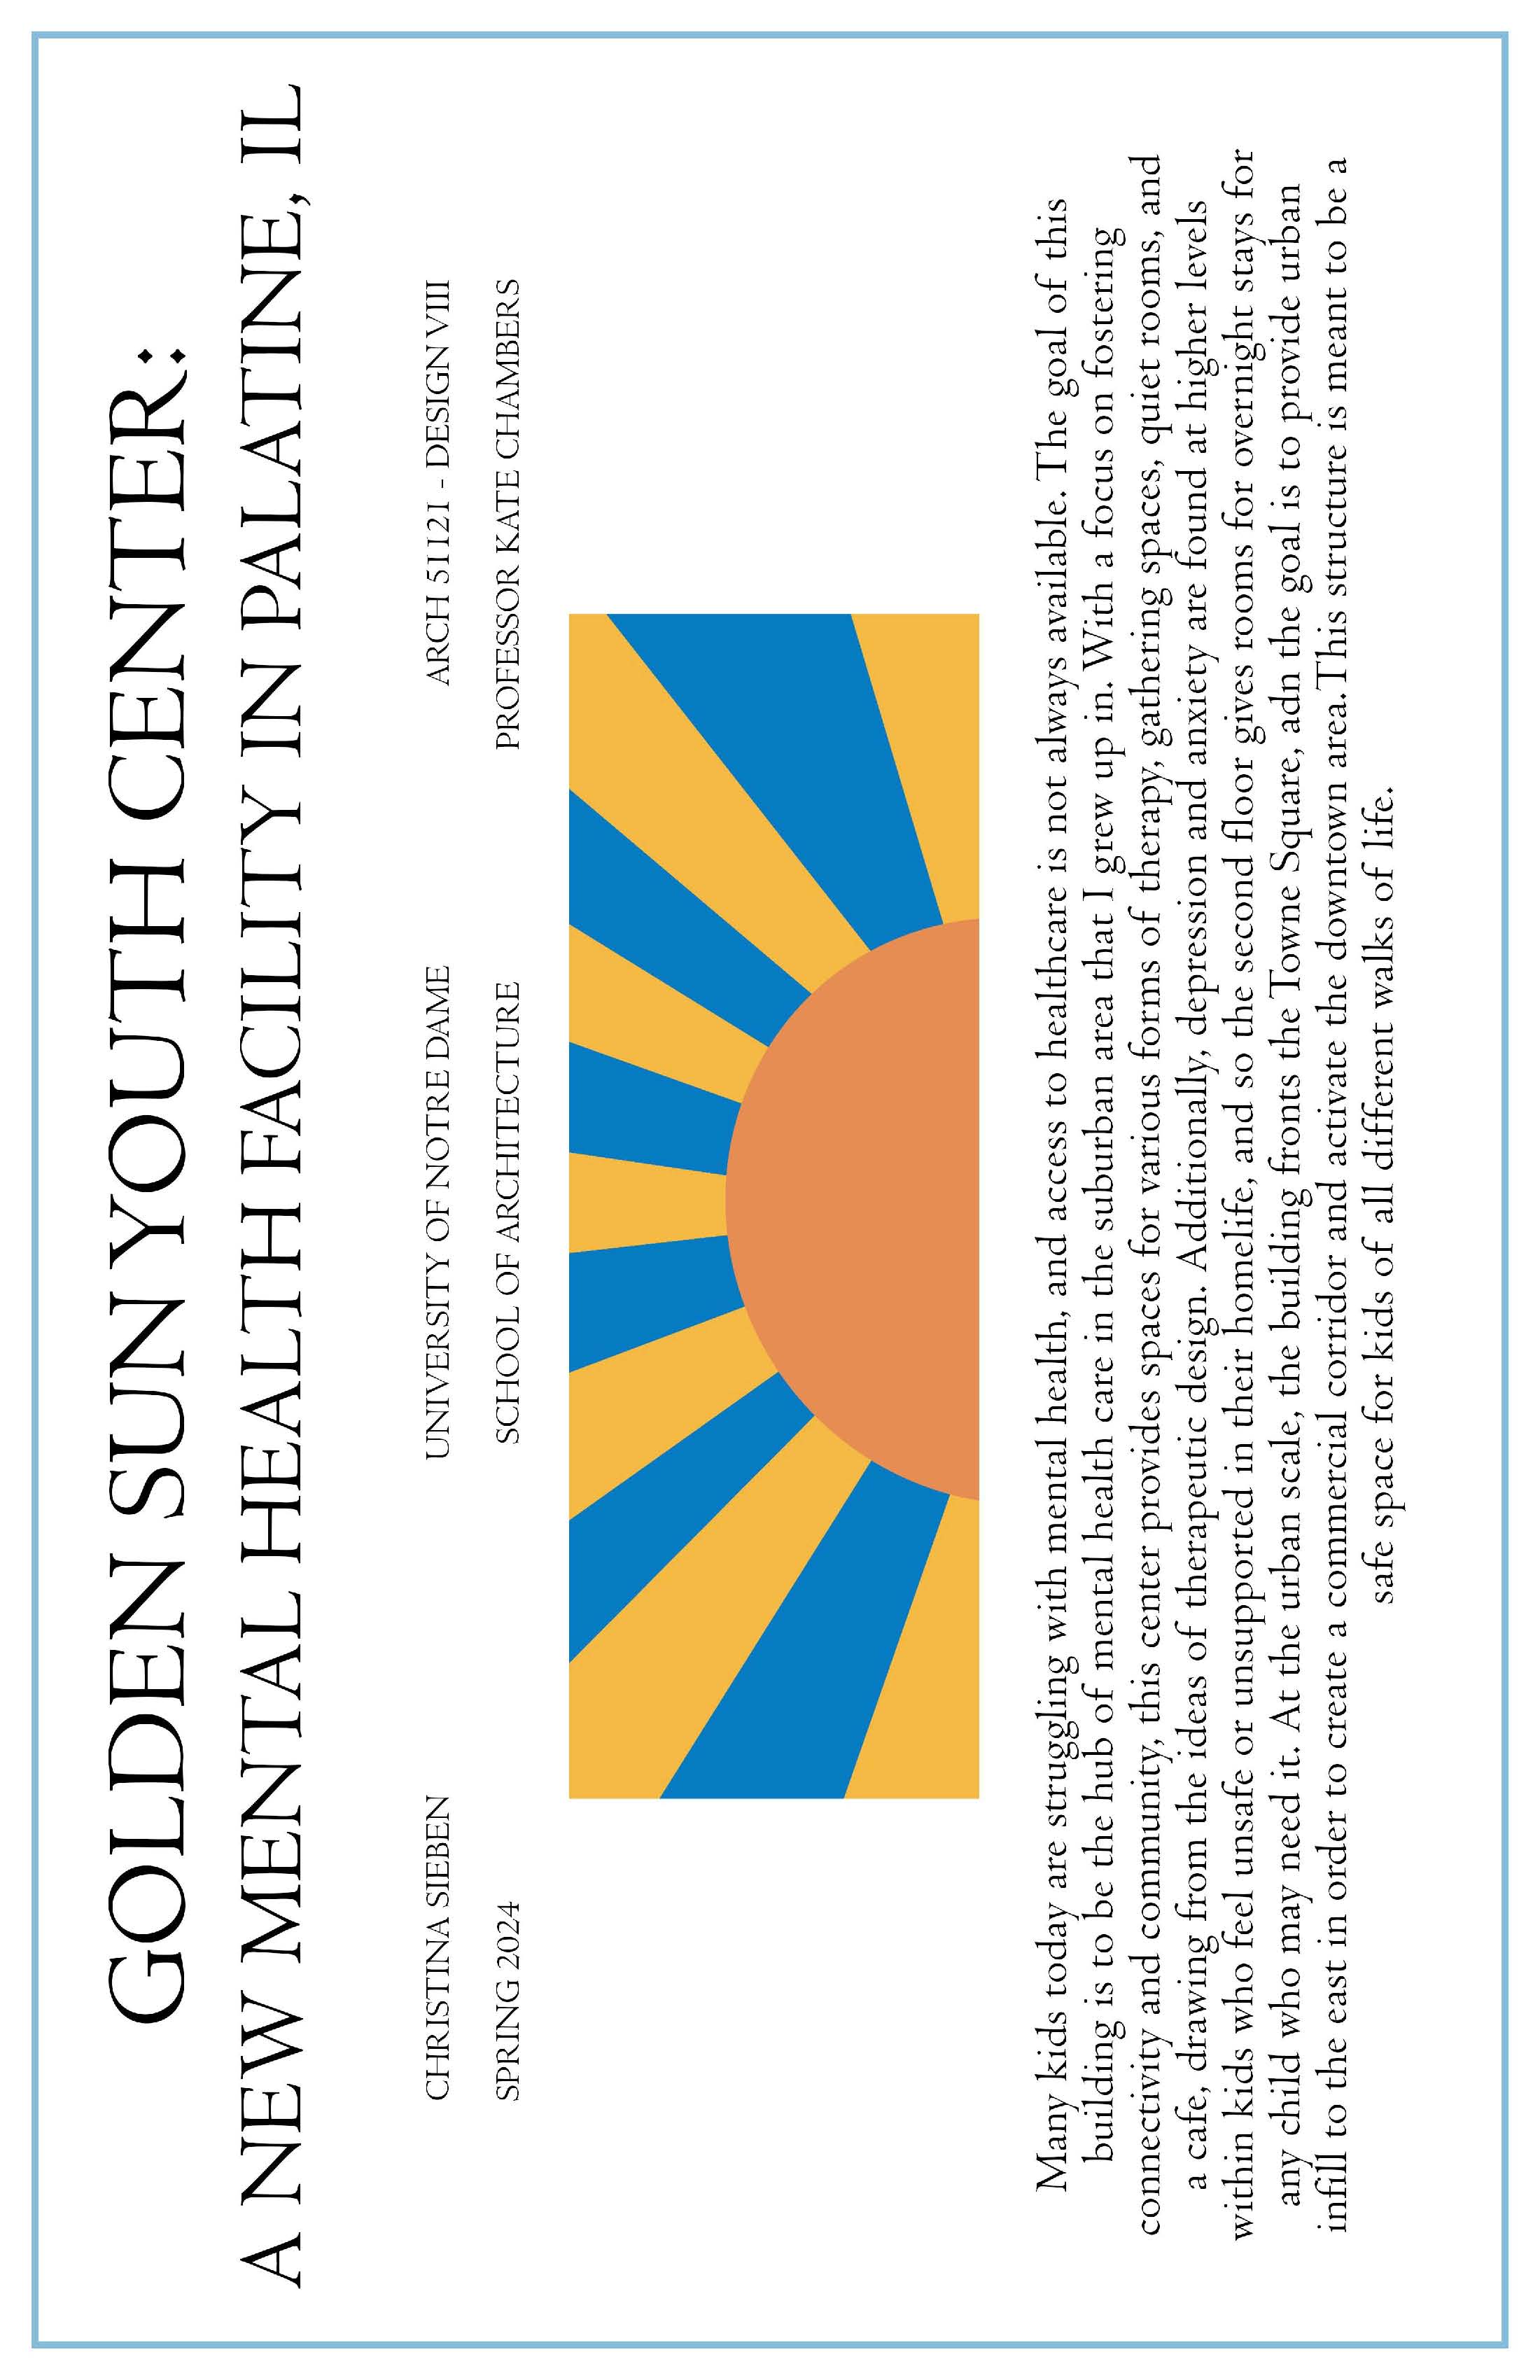 GOLDEN SUN YOUTH CENTER:
A NEW MENTAL HEALTH FACILITY IN PALATINE, IL
CHRISTINA SIEBEN UNIVERSITY OF NOTRE DAME ARCH 51121 - DESIGN VIII
SPRING 2024 SCHOOL OF ARCHITECTURE PROFESSOR KATE CHAMBERS
Many kids today are struggling with mental health, and access to healthcare is not always available. The goal of this
building is to be the hub of mental health care in the suburban area that I grew up in. With a focus on fostering
connectivity and community, this center provides spaces for various forms of therapy, gathering spaces, quiet rooms, and
a cafe, drawing from the ideas of therapeutic design. Additionally, depression and anxiety are found at higher levels
within kids who feel unsafe or unsupported in their homelife, and so the second floor gives rooms for overnight stays for
any child who may need it. At the urban scale, the building fronts the Towne Square, adn the goal is to provide urban
infill to the east in order to create a commercial corridor and activate the downtown area.This structure is meant to be a
safe space for kids of all different walks of life.